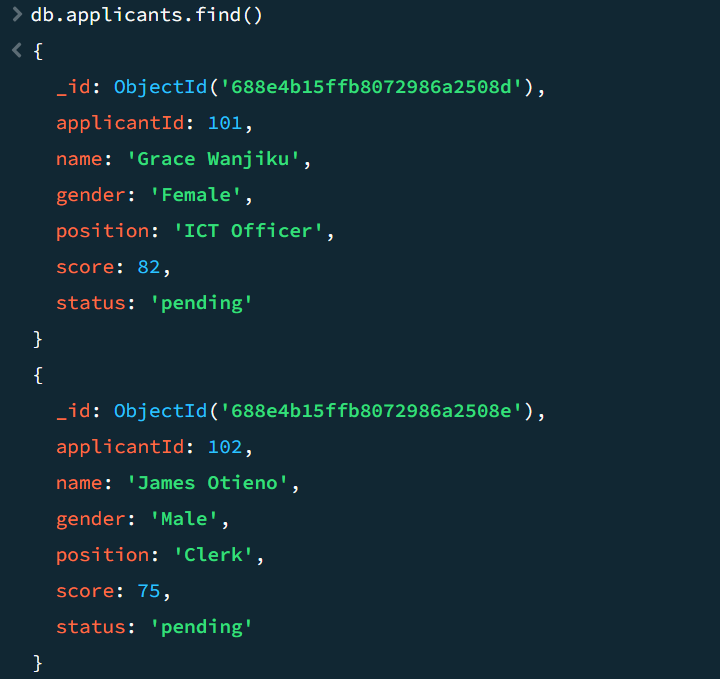 > db.applicants.find()
< {
_id: ObjectId('688e4b15ffb8072986a2508d'),
applicantId: 101,
name: 'Grace Wanjiku',
gender: 'Female',
position: 'ICT Officer',
score: 82,
status: 'pending'
}
{
_id: ObjectId('688e4b15ffb8072986a2508e'),
applicantId: 102,
name: 'James Otieno',
gender: 'Male',
position: 'Clerk',
score: 75,
status: 'pending'
}